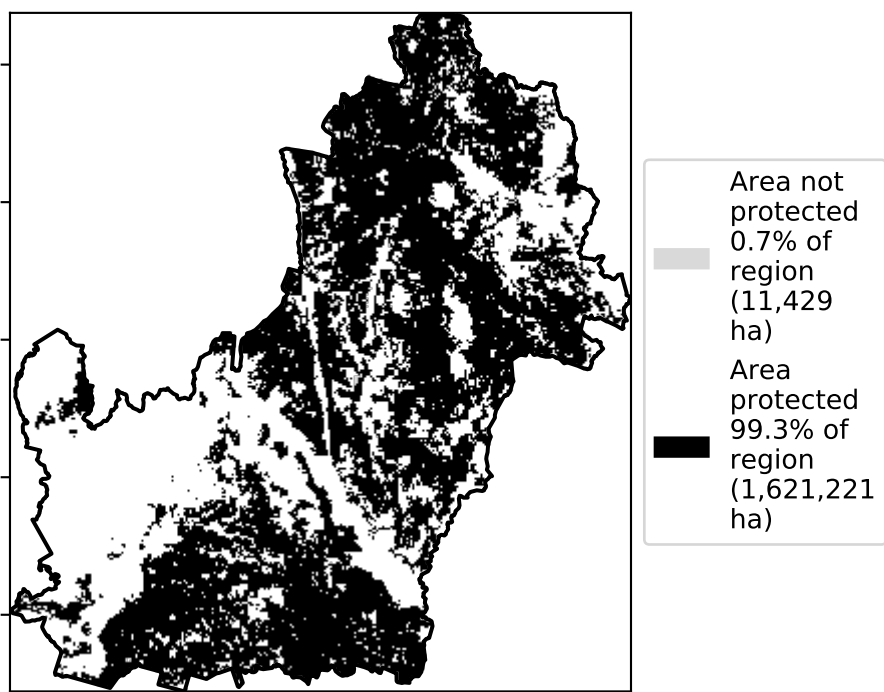 Area not
protected
0.7% of
region
(11,429
ha)
Area
protected
99.3% of
region
(1,621,221
ha)